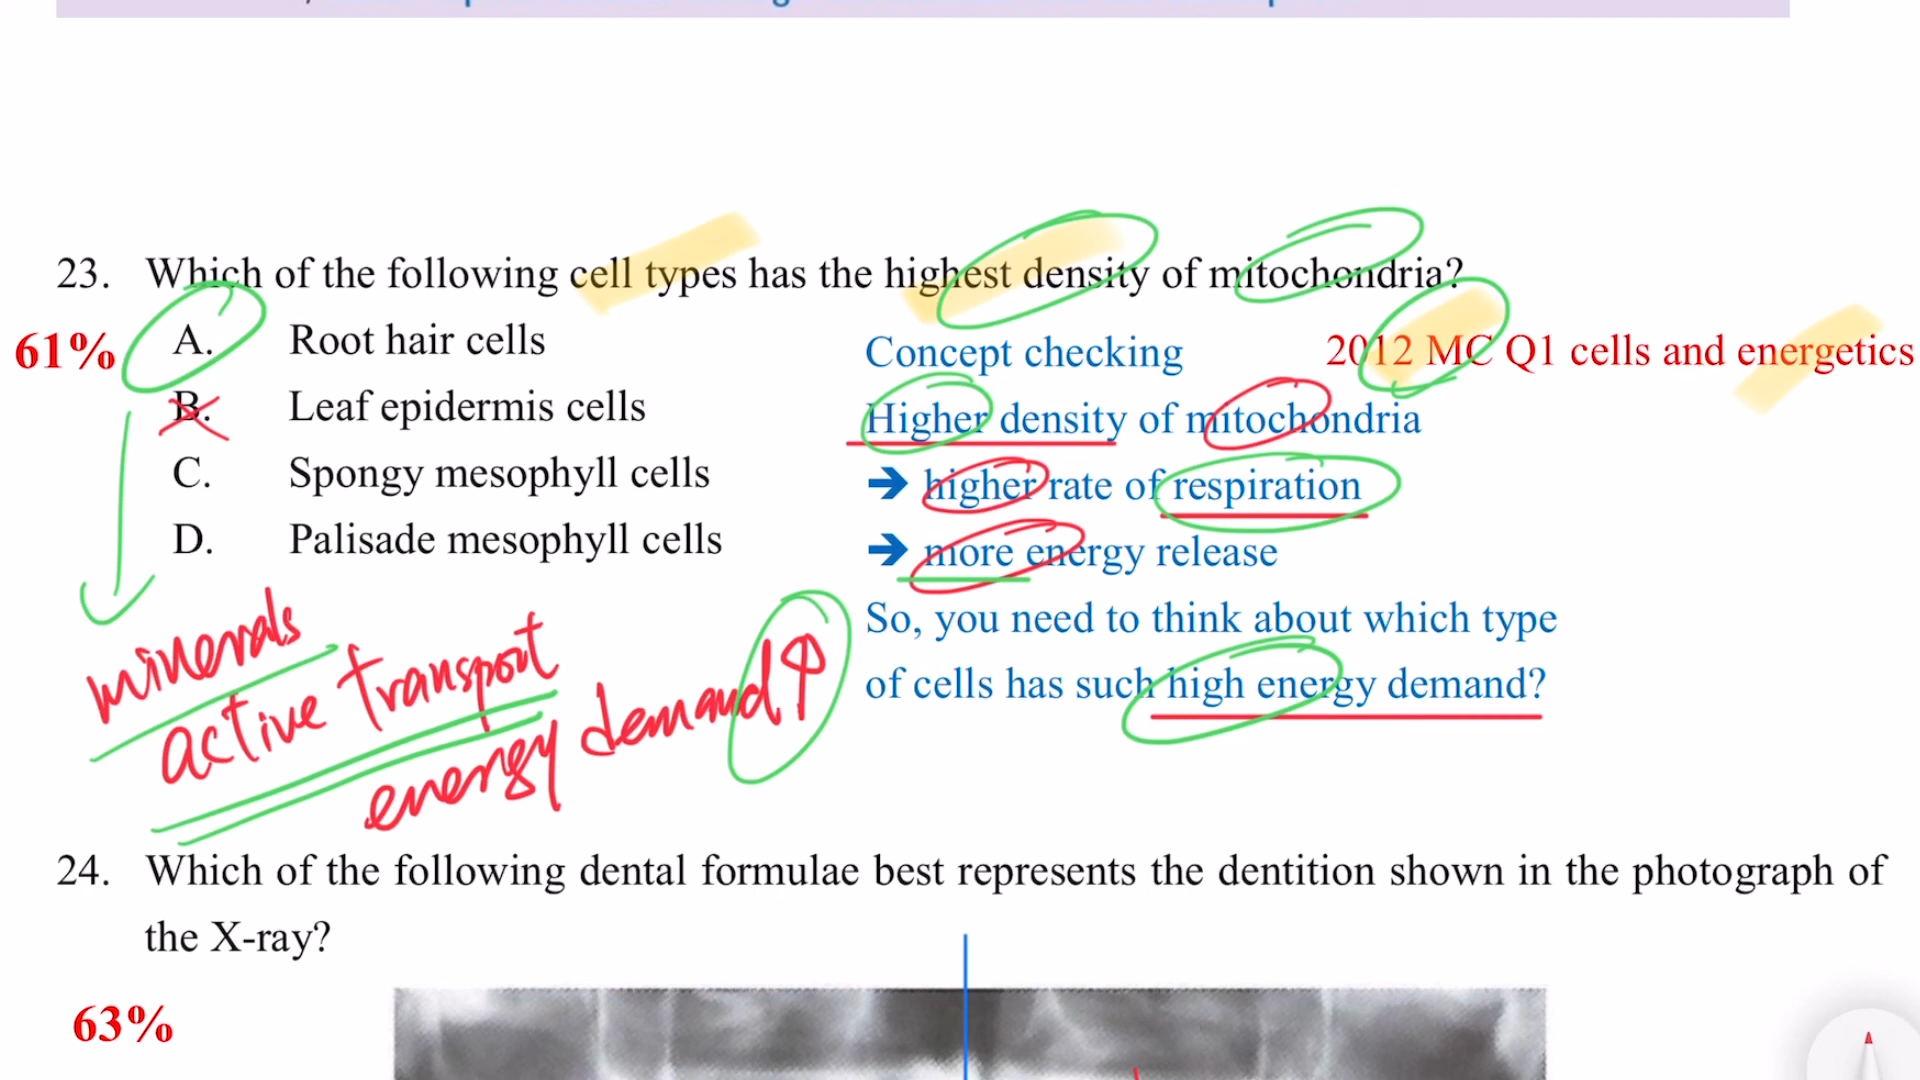 23. Which of the following cell types has the highest density of mitochondria?
61% A. Root hair cells
B. Leaf epidermis cells
C. Spongy mesophyll cells
D. Palisade mesophyll cells
Concept checking 2012 MC Q1 cells and energetics
Higher density of mitochondria
➔ higher rate of respiration
➔ more energy release
So, you need to think about which type
of cells has such high energy demand?
minerals
active transport
energy demand ↑
24. Which of the following dental formulae best represents the dentition shown in the photograph of
the X-ray?
63%